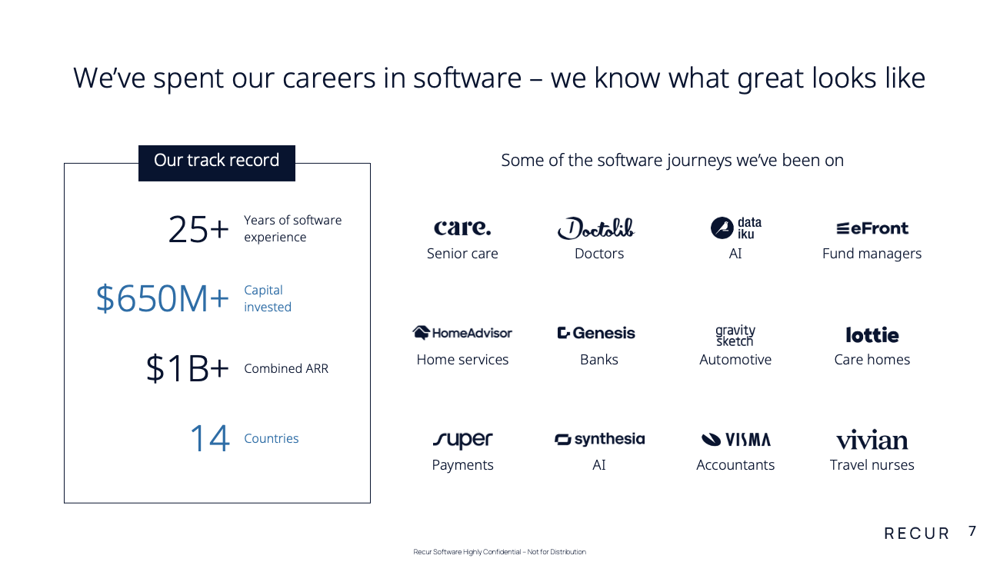 We’ve spent our careers in software – we know what great looks like
Our track record
25+
Years of software
experience
$650M+
Capital
invested
$1B+
Combined ARR
14
Countries
Some of the software journeys we’ve been on
care.
Senior care
Doctolib
Doctors
data
iku
AI
eFront
Fund managers
HomeAdvisor
Home services
Genesis
Banks
gravity
sketch
Automotive
lottie
Care homes
super
Payments
synthesia
AI
VISMA
Accountants
vivian
Travel nurses
RECUR
7
Recur Software Highly Confidential – Not for Distribution